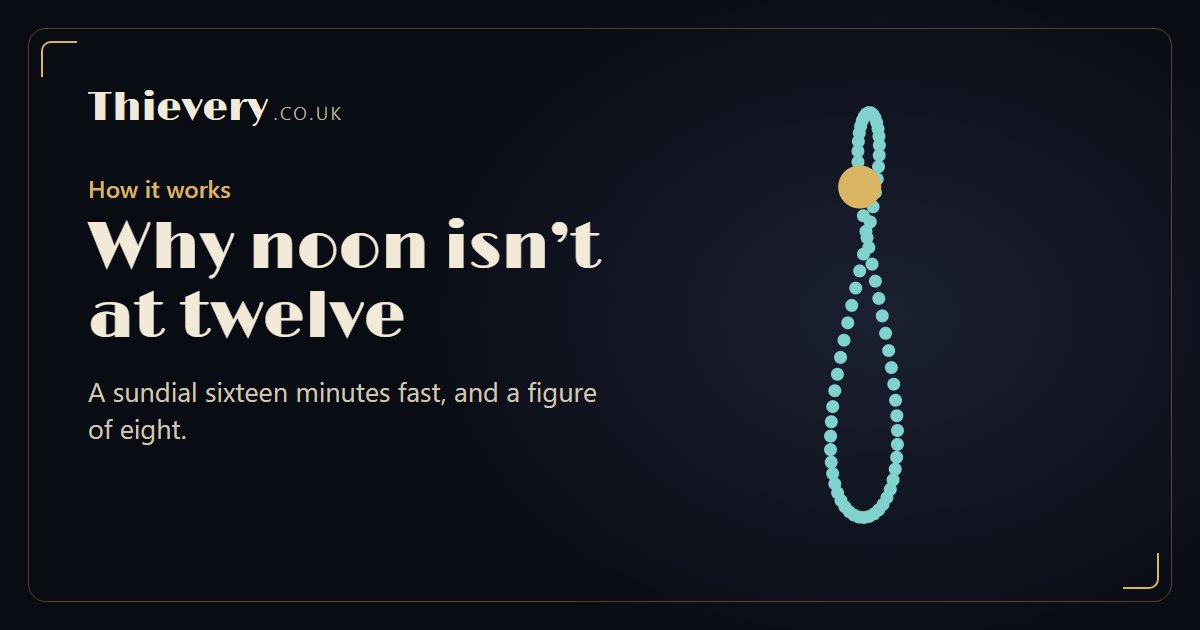 Thievery.CO.UK
How it works
Why noon isn’t
at twelve
A sundial sixteen minutes fast, and a figure
of eight.